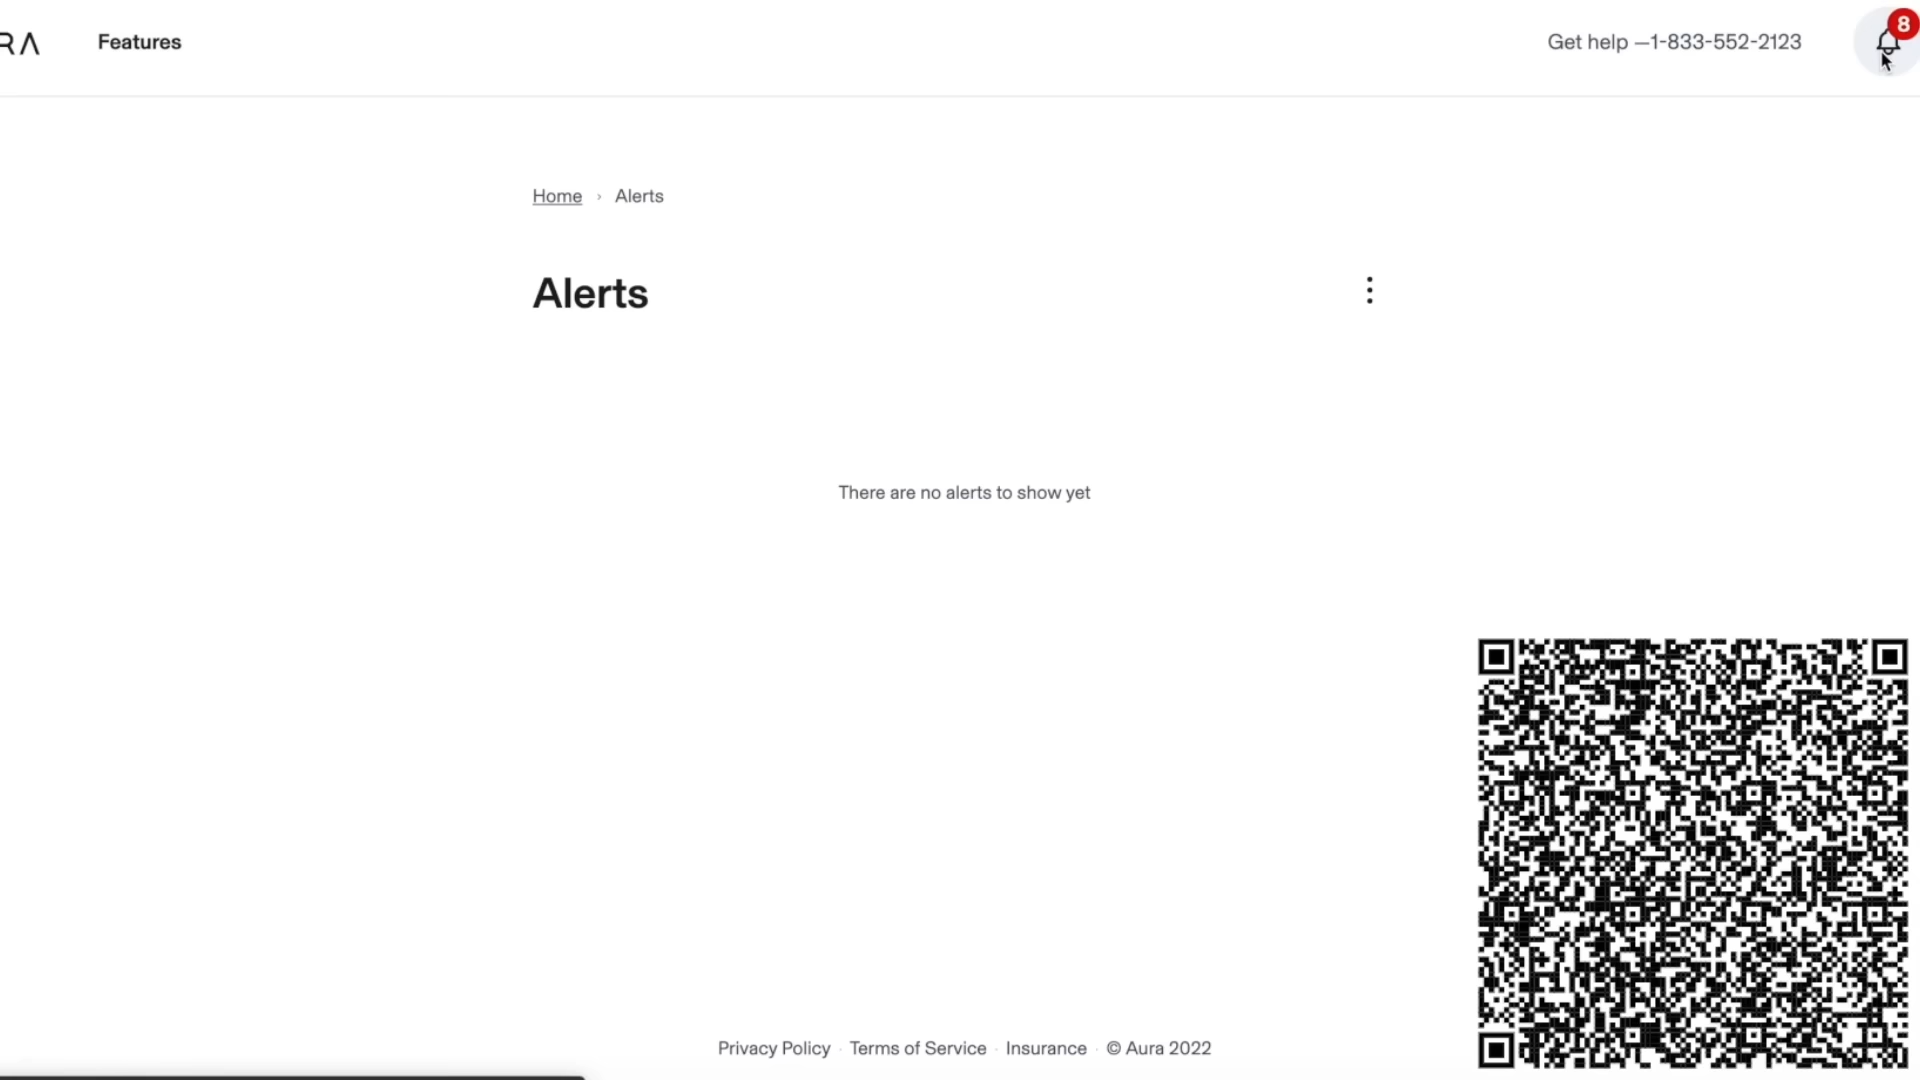 RA
Features
Get help –1-833-552-2123
8
Home › Alerts
Alerts
There are no alerts to show yet
Privacy Policy · Terms of Service · Insurance · © Aura 2022